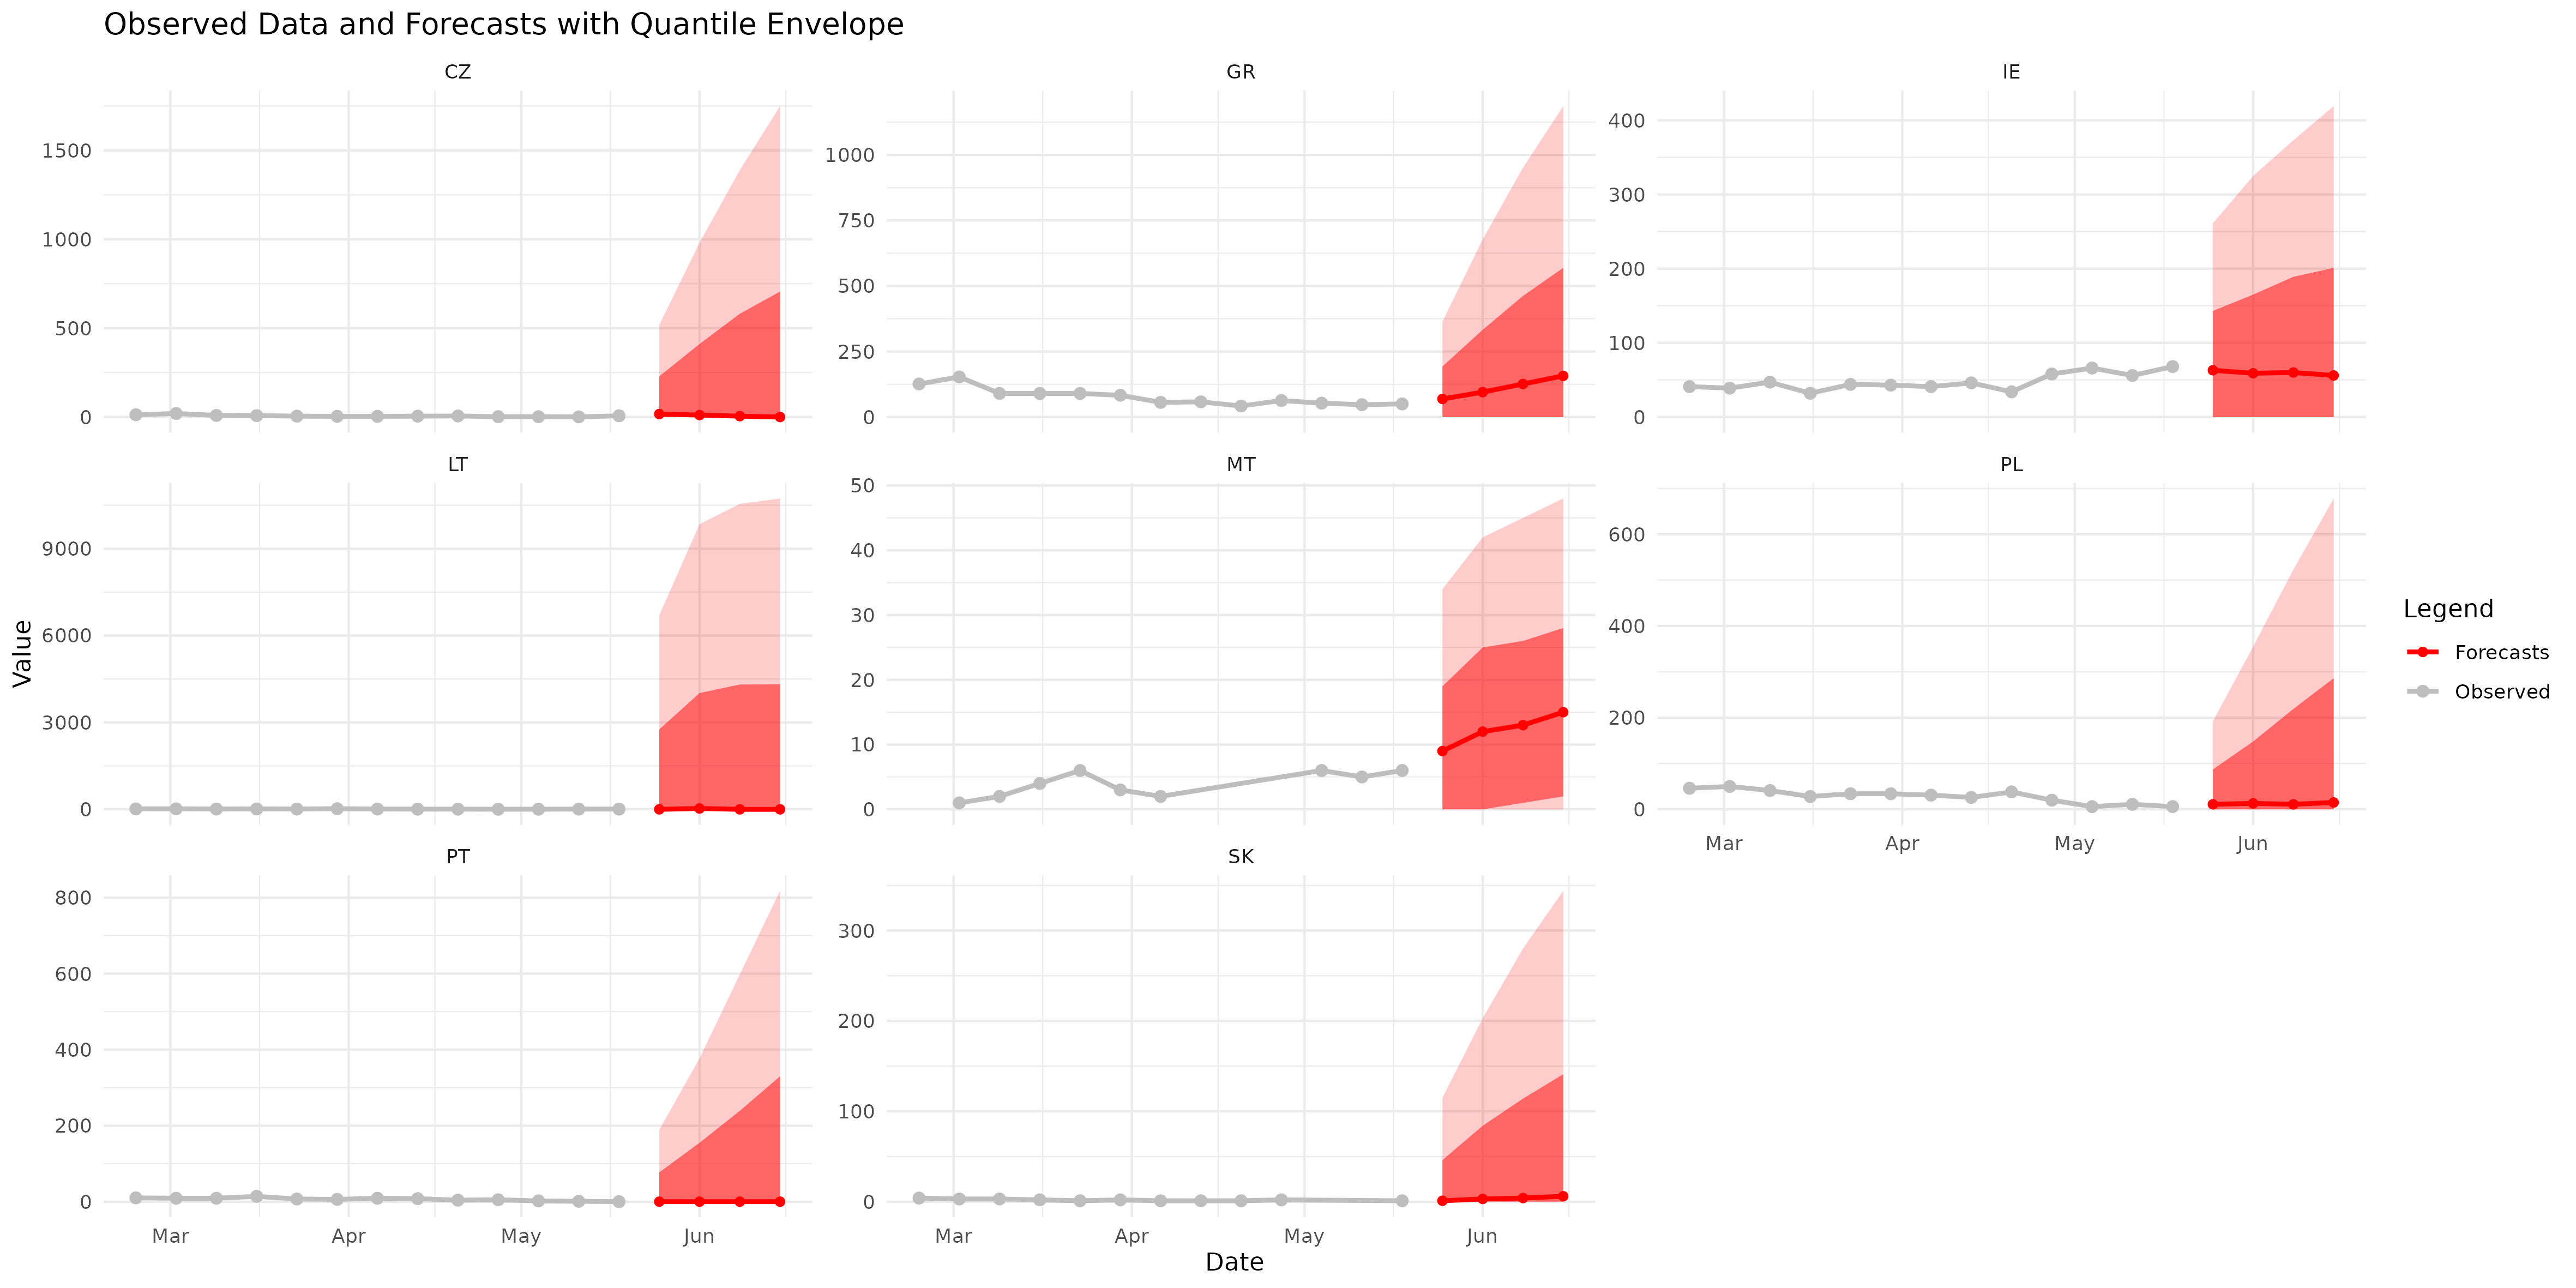 Observed Data and Forecasts with Quantile Envelope
CZ
GR
IE
1500
1000
500
0
1000
750
500
250
0
400
300
200
100
0
LT
MT
PL
9000
6000
3000
0
50
40
30
20
10
0
600
400
200
0
Mar Apr May Jun
PT
SK
800
600
400
200
0
300
200
100
0
Mar Apr May Jun
Mar Apr May Jun
Value
Date
Legend
Forecasts
Observed